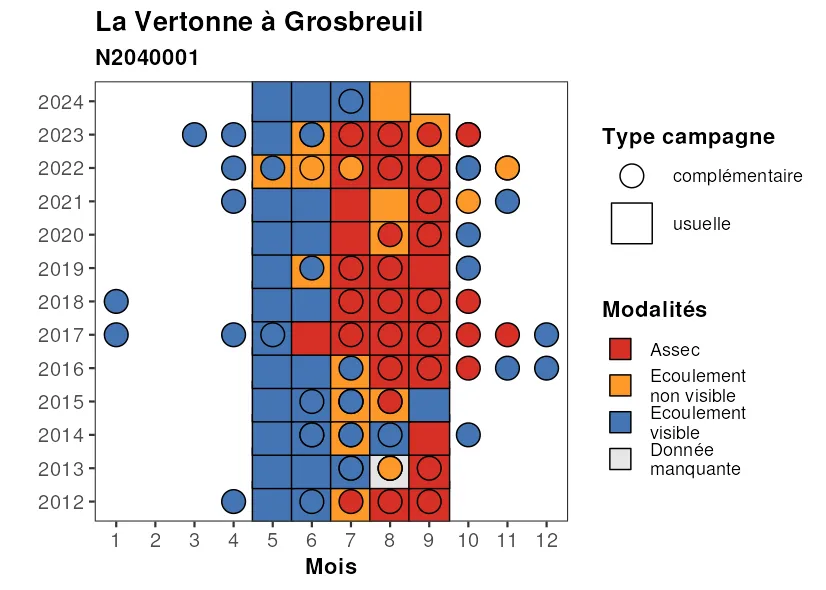 La Vertonne à Grosbreuil
N2040001
2024
2023
2022
2021
2020
2019
2018
2017
2016
2015
2014
2013
2012
1 2 3 4 5 6 7 8 9 10 11 12
Mois
Type campagne
complémentaire
usuelle
Modalités
Assec
Ecoulement
non visible
Ecoulement
visible
Donnée
manquante